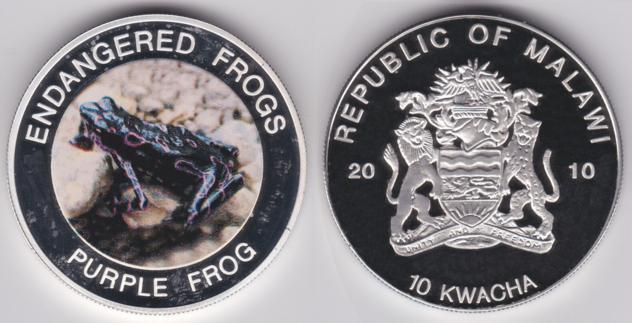 ENDANGERED FROGS
PURPLE FROG
REPUBLIC OF MALAWI
20 10
UNITY AND FREEDOM
10 KWACHA